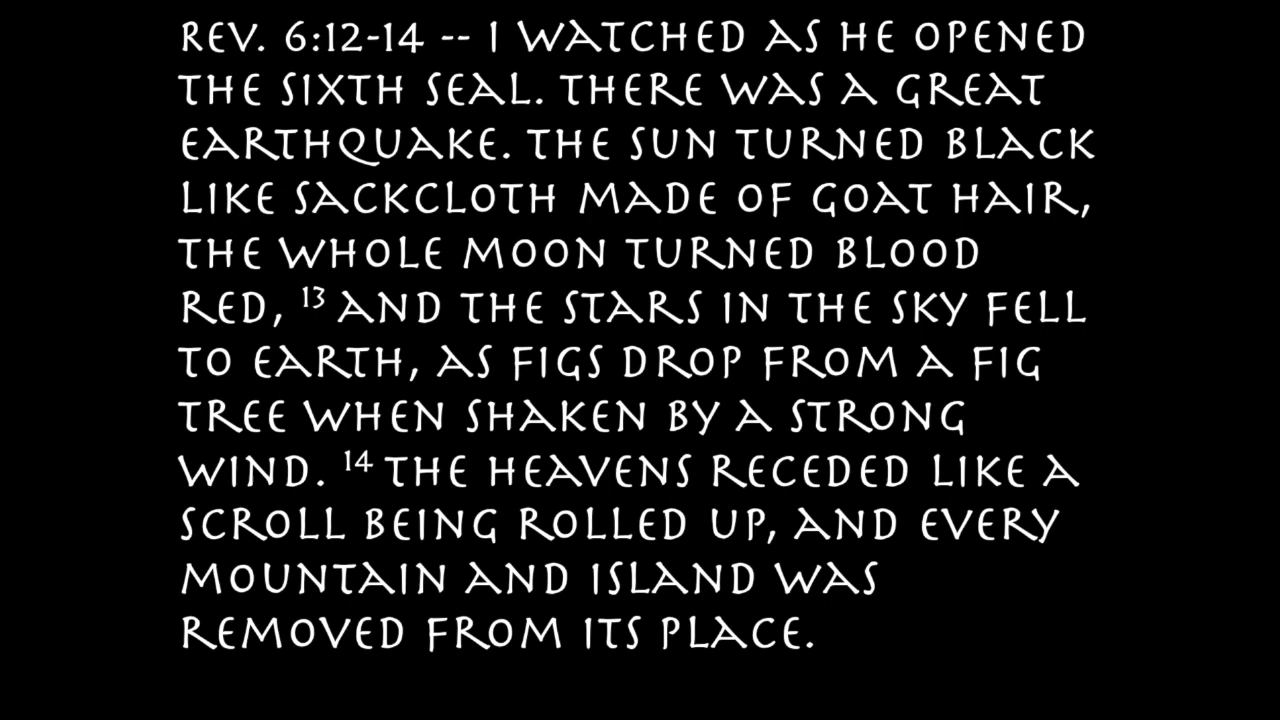 REV. 6:12-14 -- I WATCHED AS HE OPENED
THE SIXTH SEAL. THERE WAS A GREAT
EARTHQUAKE. THE SUN TURNED BLACK
LIKE SACKCLOTH MADE OF GOAT HAIR,
THE WHOLE MOON TURNED BLOOD
RED, 13 AND THE STARS IN THE SKY FELL
TO EARTH, AS FIGS DROP FROM A FIG
TREE WHEN SHAKEN BY A STRONG
WIND. 14 THE HEAVENS RECEDED LIKE A
SCROLL BEING ROLLED UP, AND EVERY
MOUNTAIN AND ISLAND WAS
REMOVED FROM ITS PLACE.